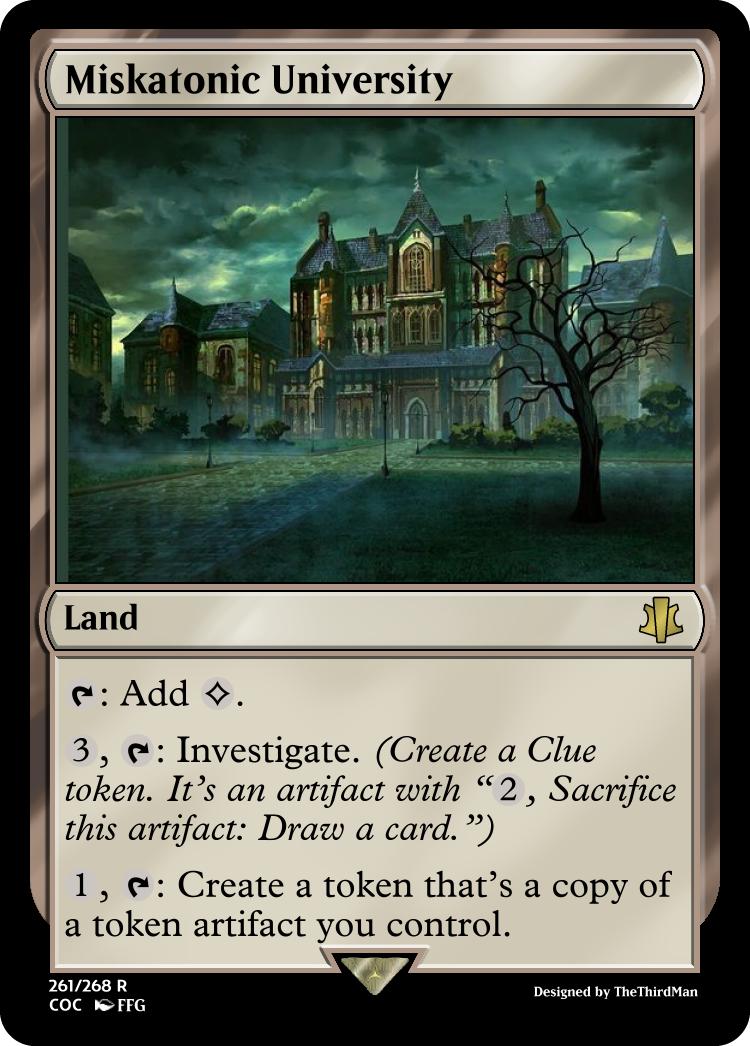 Miskatonic University
Land
: Add .
3, : Investigate. (Create a Clue
token. It's an artifact with “2, Sacrifice
this artifact: Draw a card.”)
1, : Create a token that's a copy of
a token artifact you control.
261/268 R
COC FFG
Designed by TheThirdMan